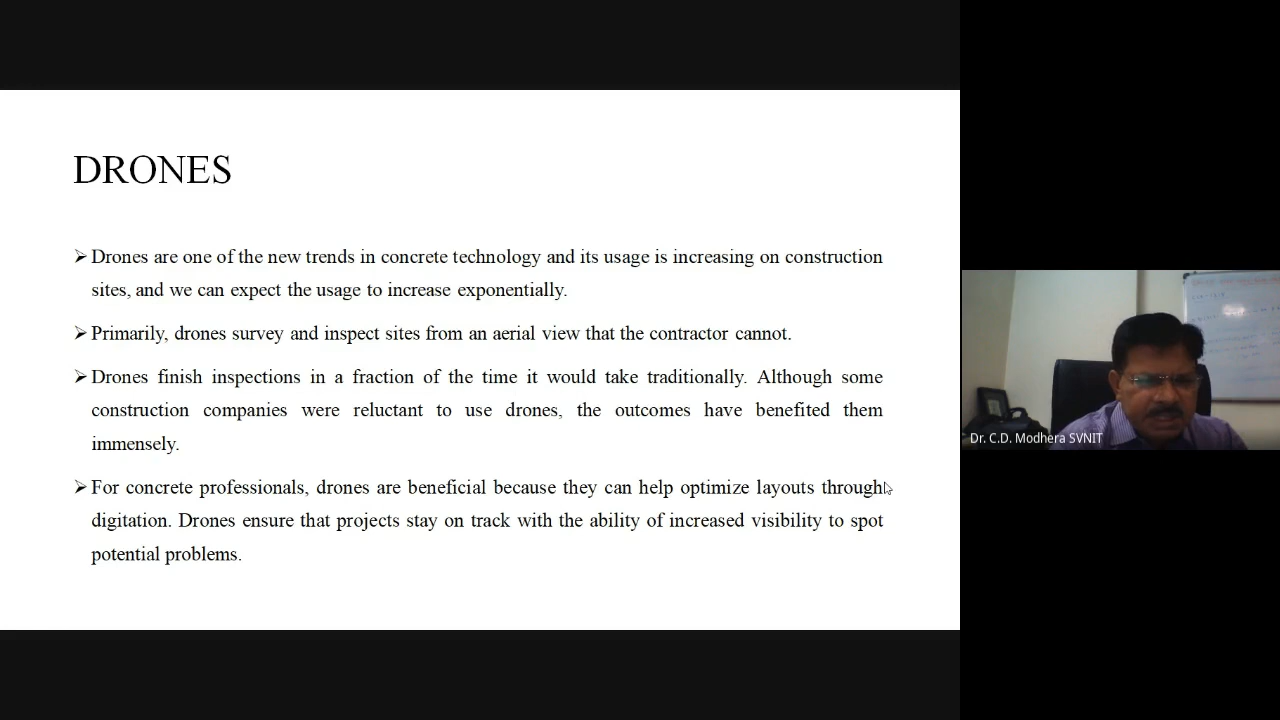 DRONES
➢ Drones are one of the new trends in concrete technology and its usage is increasing on construction
sites, and we can expect the usage to increase exponentially.
➢ Primarily, drones survey and inspect sites from an aerial view that the contractor cannot.
➢ Drones finish inspections in a fraction of the time it would take traditionally. Although some
construction companies were reluctant to use drones, the outcomes have benefited them
immensely.
➢ For concrete professionals, drones are beneficial because they can help optimize layouts through
digitation. Drones ensure that projects stay on track with the ability of increased visibility to spot
potential problems.
Dr. C.D. Modhera SVNIT